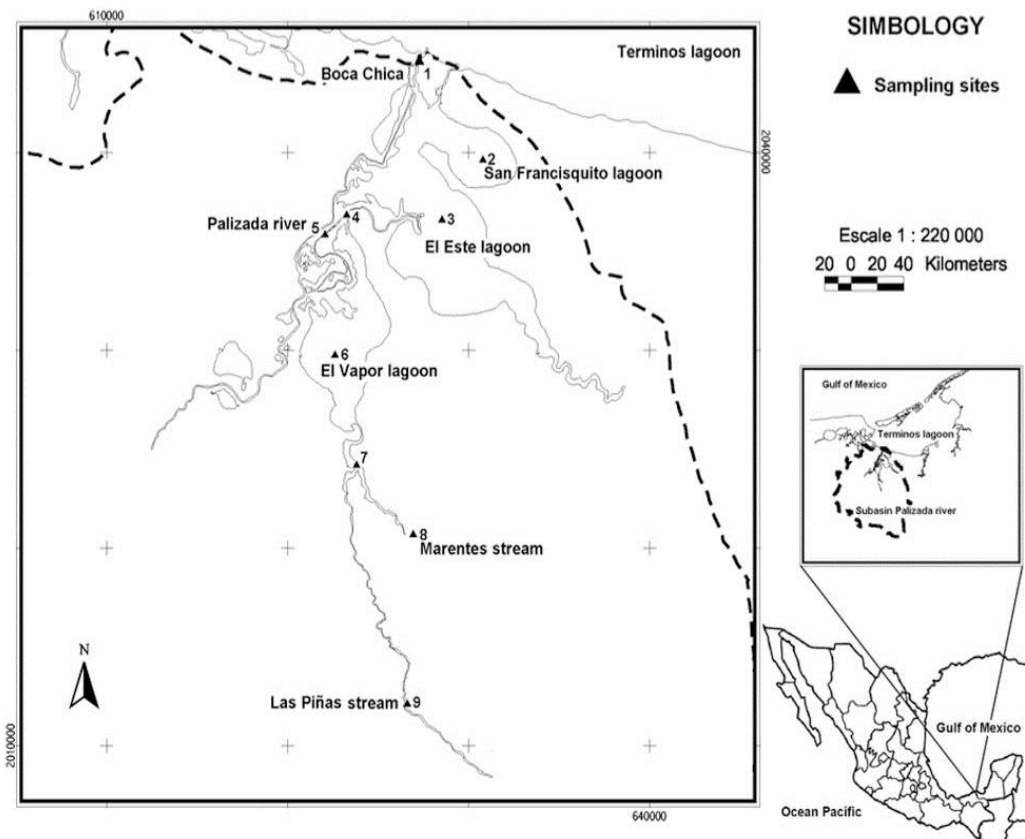 610000
SIMBOLOGY
Terminos lagoon
Boca Chica
1
Sampling sites
2040000
2
San Francisquito lagoon
Palizada river
4
5
3
El Este lagoon
Escale 1 : 220 000
20 0 20 40 Kilometers
6
El Vapor lagoon
Gulf of Mexico
Terminos lagoon
7
Subasin Palizada river
8
Marentes stream
N
Las Piñas stream
9
2010000
Gulf of Mexico
Ocean Pacific
640000